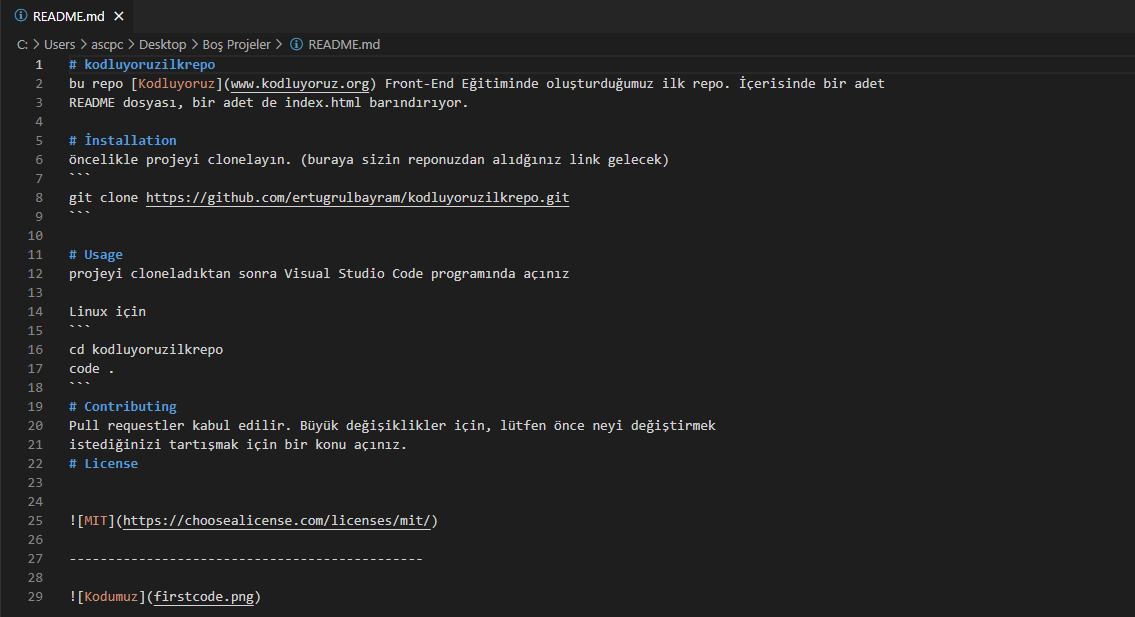 README.md
C: > Users > ascpc > Desktop > Boş Projeler > README.md
1 # kodluyoruzilkrepo
2 bu repo [Kodluyoruz](www.kodluyoruz.org) Front-End Eğitiminde oluşturduğumuz ilk repo. İçerisinde bir adet
3 README dosyası, bir adet de index.html barındırıyor.
4
5 # İnstallation
6 öncelikle projeyi clonelayın. (buraya sizin reponuzdan alıdğınız link gelecek)
7 ```
8 git clone https://github.com/ertugrulbayram/kodluyoruzilkrepo.git
9 ```
10
11 # Usage
12 projeyi cloneladıktan sonra Visual Studio Code programında açınız
13
14 Linux için
15 ```
16 cd kodluyoruzilkrepo
17 code .
18 ```
19 # Contributing
20 Pull requestler kabul edilir. Büyük değişiklikler için, lütfen önce neyi değiştirmek
21 istediğinizi tartışmak için bir konu açınız.
22 # License
23
24
25 ![MIT](https://choosealicense.com/licenses/mit/)
26
27 ----------------------------------------------
28
29 ![Kodumuz](firstcode.png)